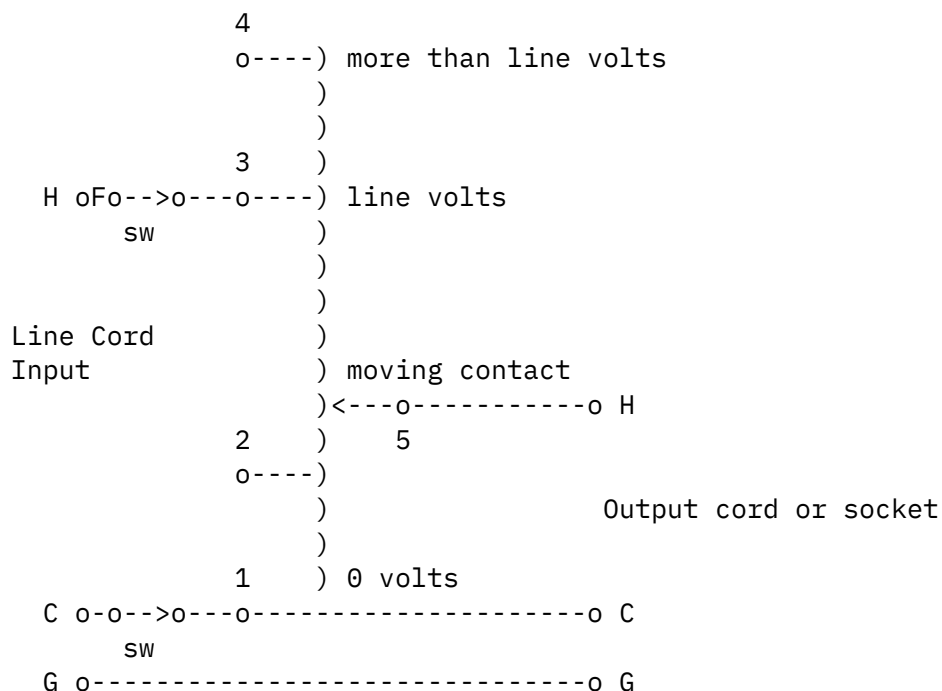 4
o----) more than line volts
)
)
3 )
H oFo-->o---o----) line volts
sw )
)
)
Line Cord )
Input ) moving contact
)<---o-----------o H
2 ) 5
o----)
) Output cord or socket
)
1 ) 0 volts
C o-o-->o---o---------------------o C
sw
G o-------------------------------o G